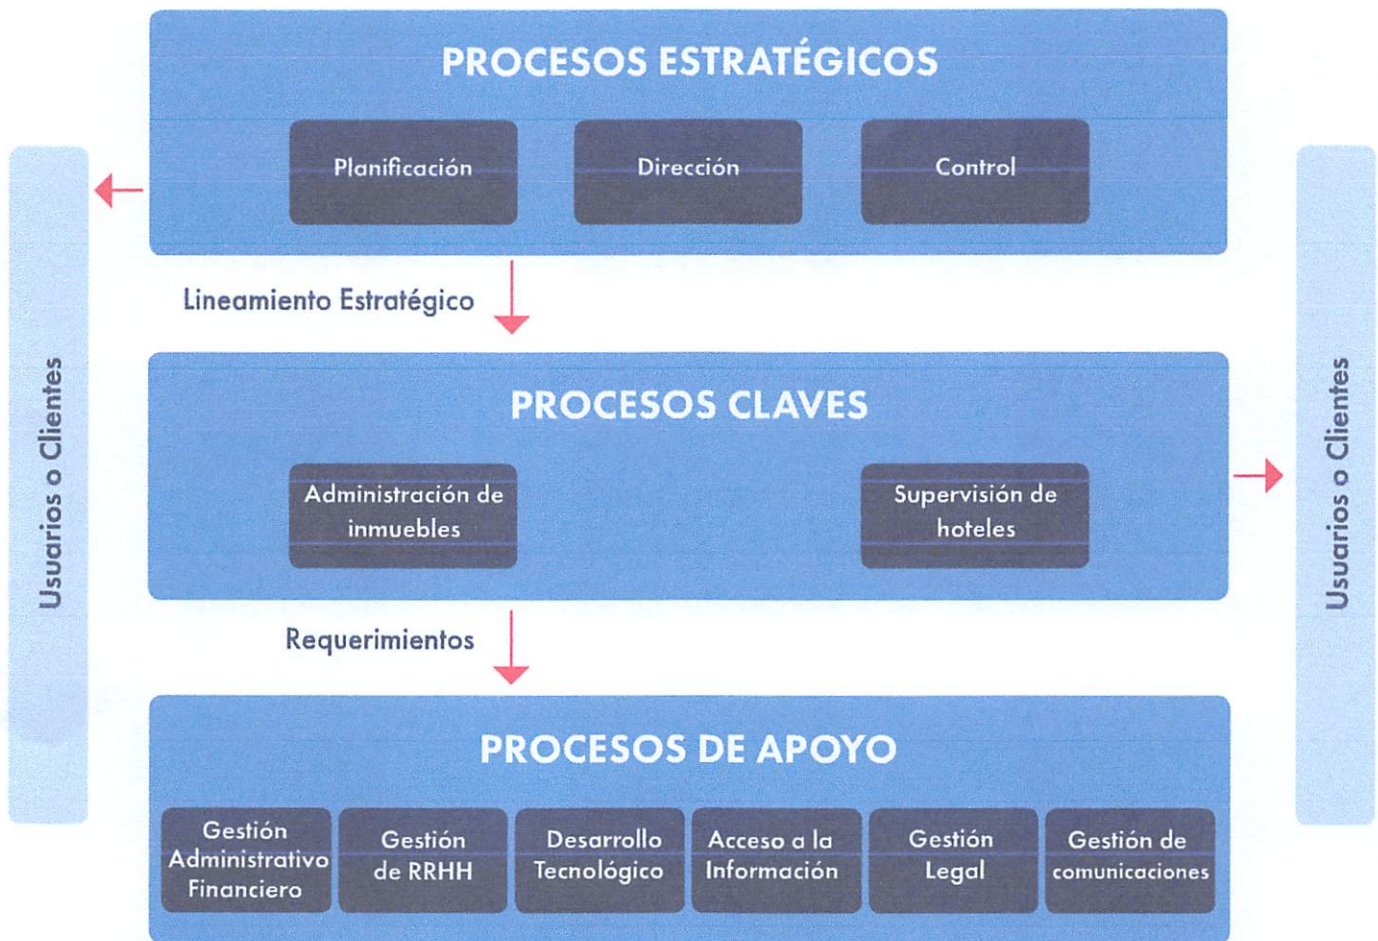 PROCESOS ESTRATÉGICOS
Planificación
Dirección
Control
Lineamiento Estratégico
Usuarios o Clientes
PROCESOS CLAVES
Administración de
inmuebles
Supervisión de
hoteles
Usuarios o Clientes
Requerimientos
PROCESOS DE APOYO
Gestión
Administrativo
Financiero
Gestión
de RRHH
Desarrollo
Tecnológico
Acceso a la
Información
Gestión
Legal
Gestión de
comunicaciones